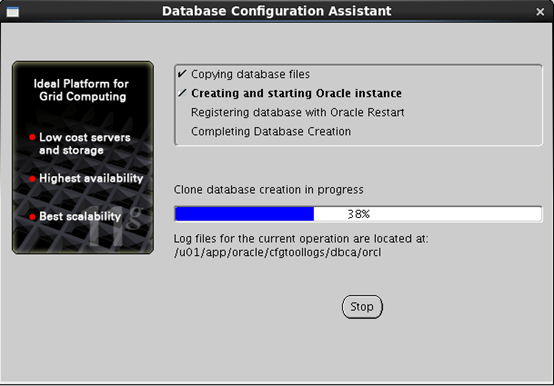 Database Configuration Assistant
Ideal Platform for
Grid Computing
Low cost servers
and storage
Highest availability
Best scalability
11g
Copying database files
Creating and starting Oracle instance
Registering database with Oracle Restart
Completing Database Creation
Clone database creation in progress
38%
Log files for the current operation are located at:
/u01/app/oracle/cfgtoollogs/dbca/orcl
Stop